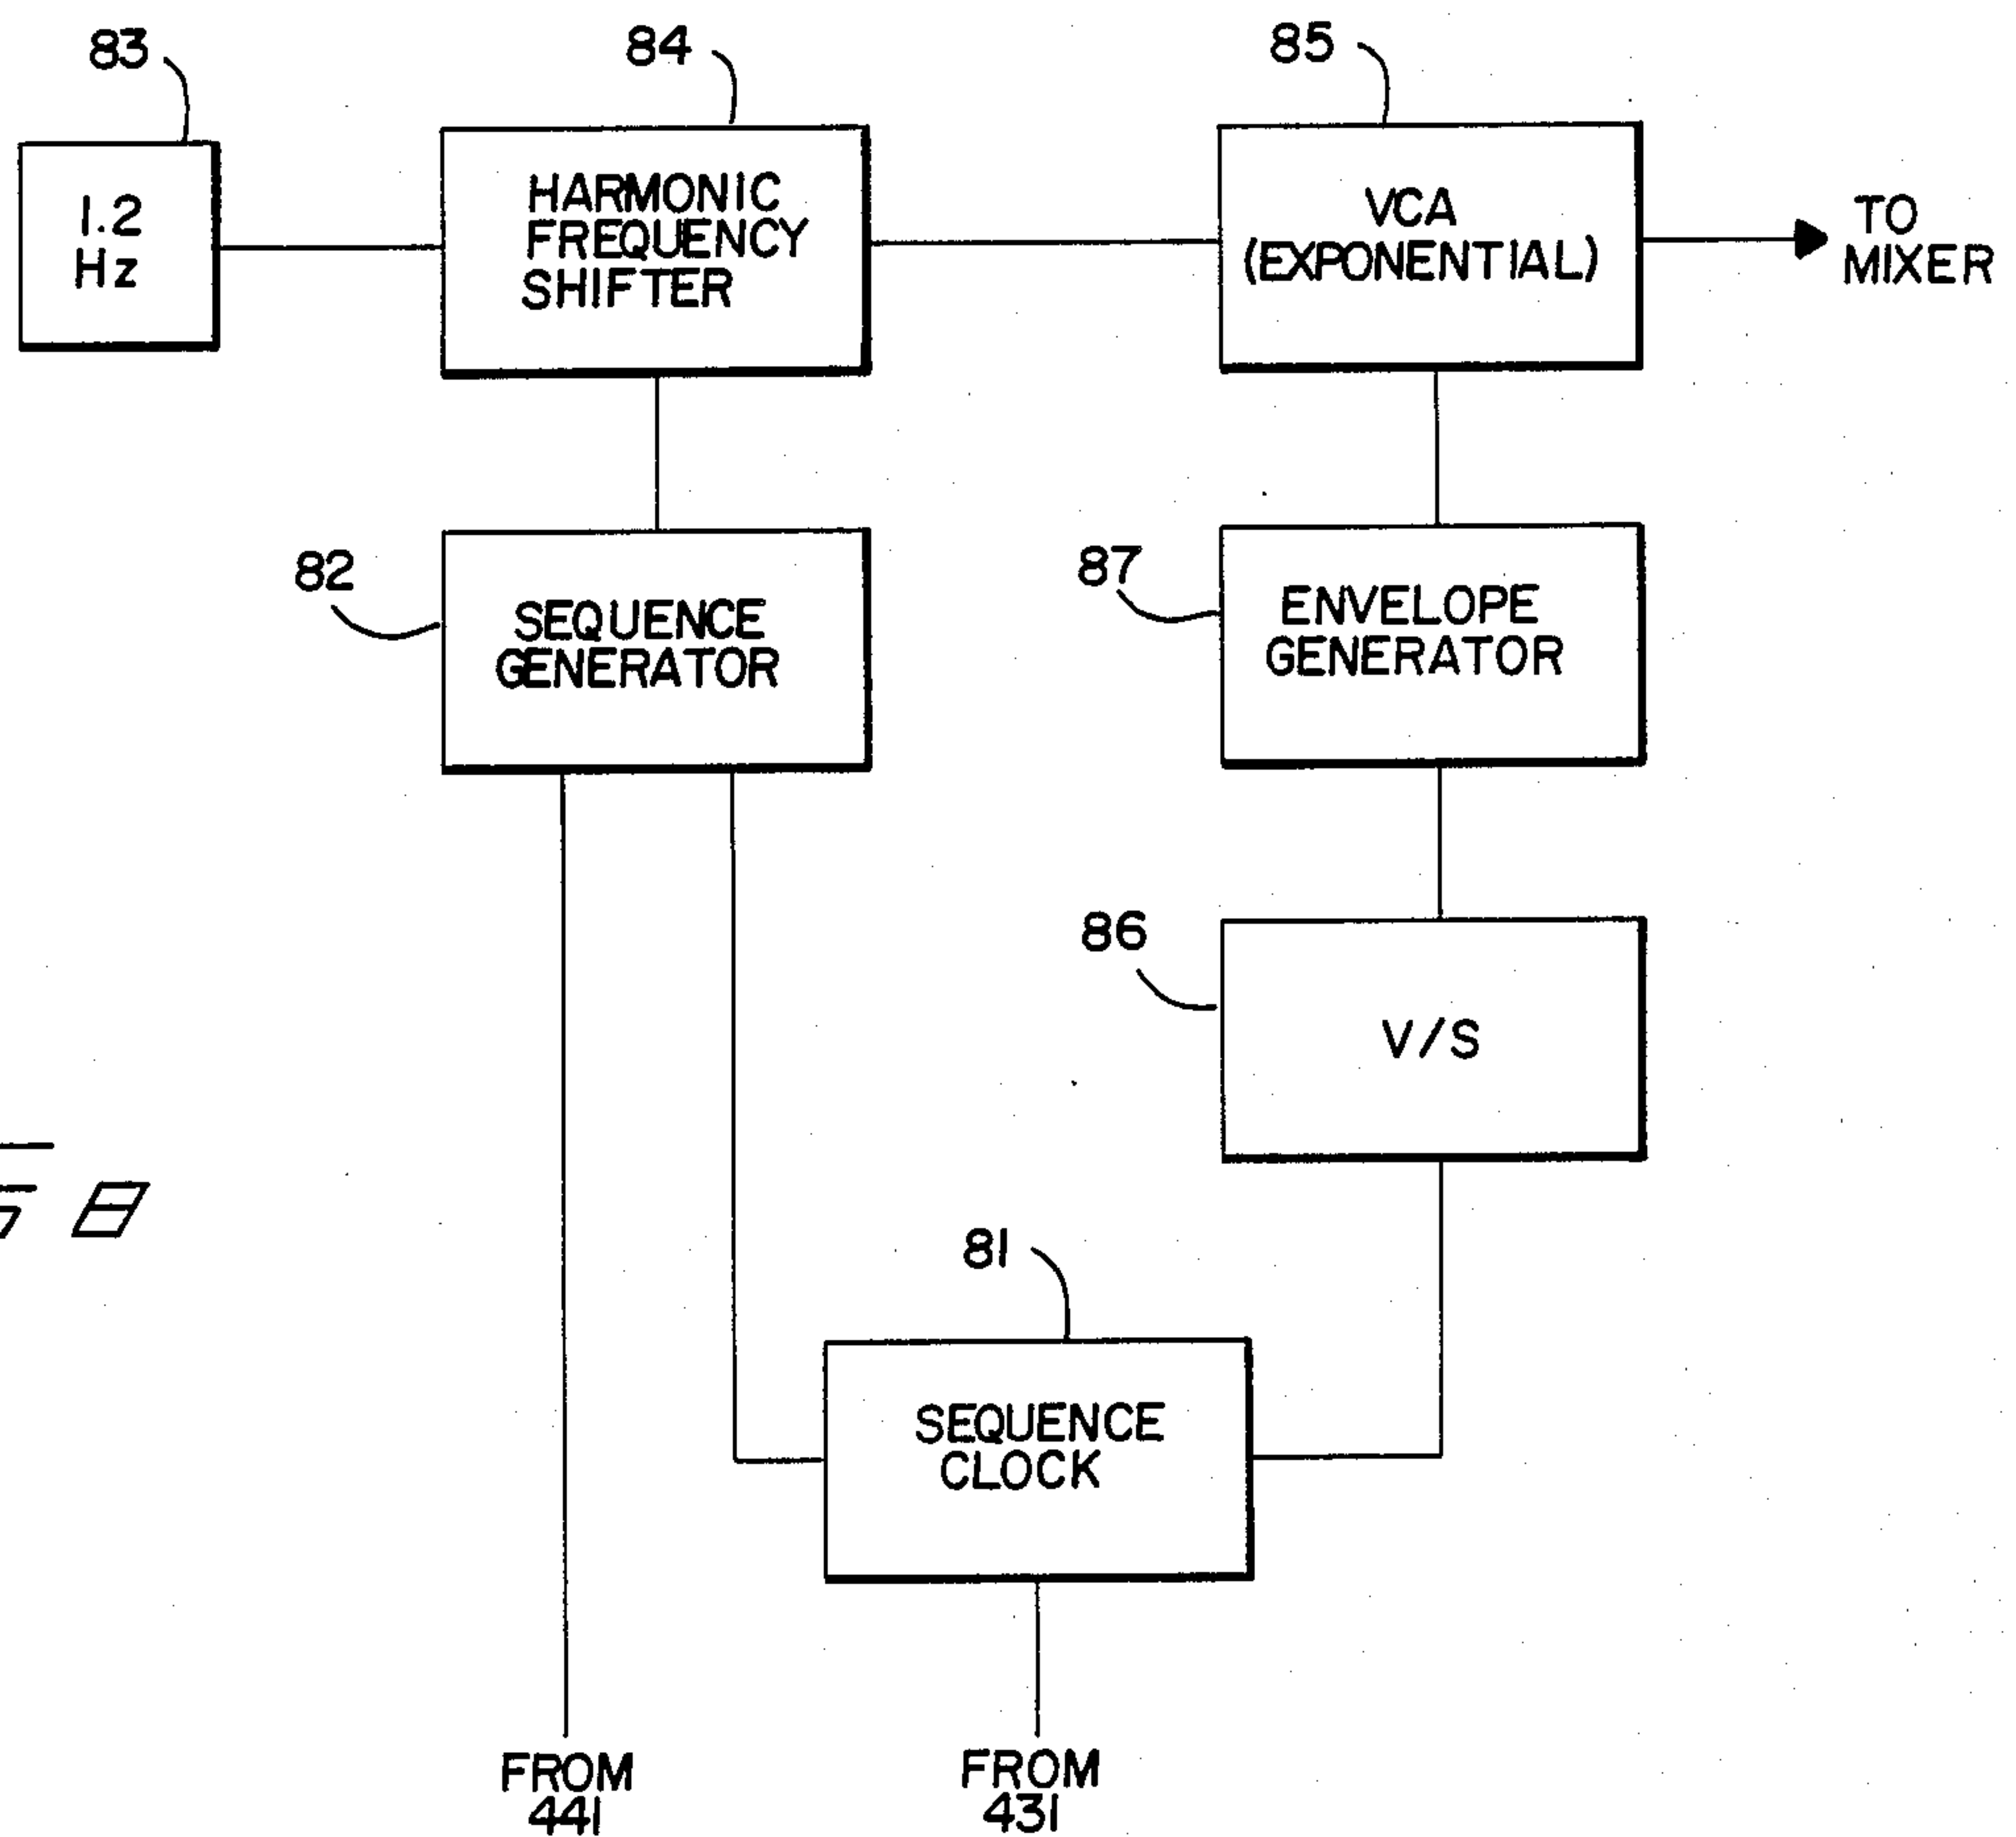 83
84
85
1.2
Hz
HARMONIC
FREQUENCY
SHIFTER
VCA
(EXPONENTIAL)
TO
MIXER
82
SEQUENCE
GENERATOR
87
ENVELOPE
GENERATOR
86
V/S
8
81
SEQUENCE
CLOCK
FROM
441
FROM
431